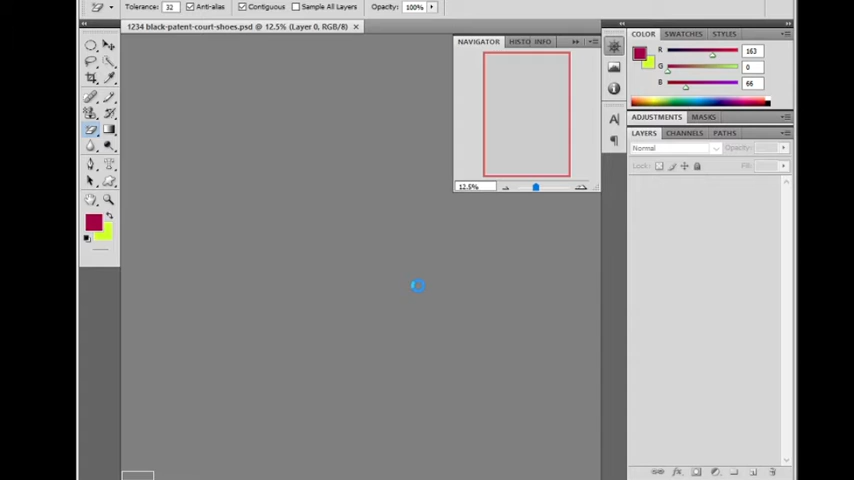 Tolerance: 32 Anti-alias Contiguous Sample All Layers Opacity: 100%
1234 black-patent-court-shoes.psd @ 12.5% (Layer 0, RGB/8) ×
NAVIGATOR HISTO INFO
12.5%
COLOR SWATCHES STYLES
R 163
G 0
B 66
ADJUSTMENTS MASKS
LAYERS CHANNELS PATHS
Normal Opacity:
Lock: Fill: